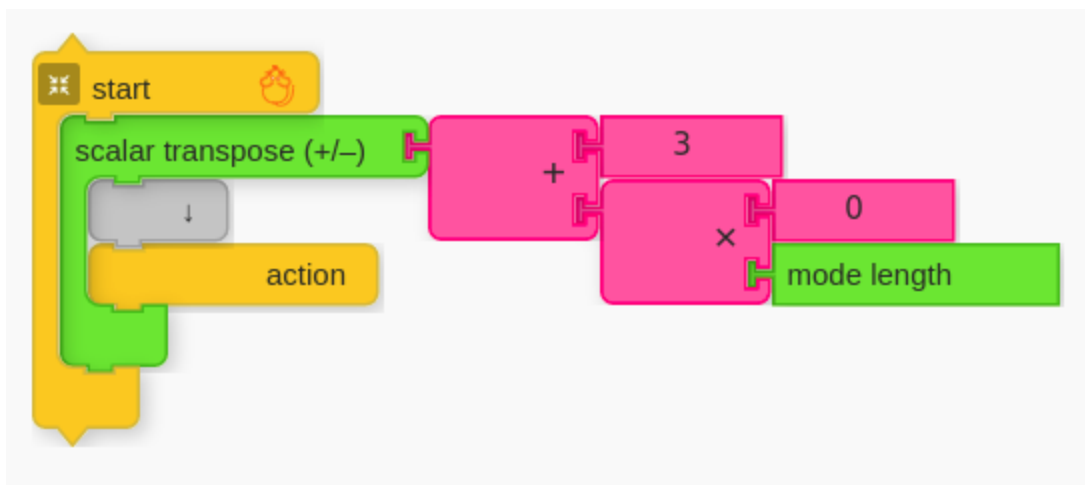 start
scalar transpose (+/–)
+
3
×
0
↓
action
mode length